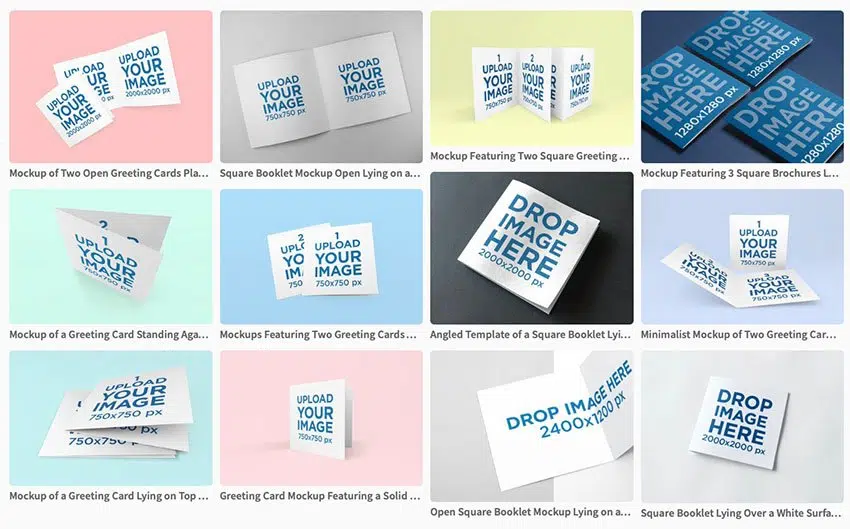 UPLOAD
YOUR
IMAGE
2000x2000 px
UPLOAD
YOUR
IMAGE
2000x2000 px
Mockup of Two Open Greeting Cards Pla...
UPLOAD
YOUR
IMAGE
750x750 px
UPLOAD
YOUR
IMAGE
750x750 px
Square Booklet Mockup Open Lying on a...
1
UPLOAD
YOUR
IMAGE
750x750 px
2
UPLOAD
YOUR
IMAGE
750x750 px
4
UPLOAD
YOUR
IMAGE
750x750 px
Mockup Featuring Two Square Greeting ...
DROP
IMAGE
HERE
1280x1280 px
DROP
IMAGE
HERE
1280x1280 px
DROP
IMAGE
HERE
1280x1280 px
Mockup Featuring 3 Square Brochures L...
2
1
UPLOAD
YOUR
IMAGE
750x750 px
Mockup of a Greeting Card Standing Aga...
2
1
UPLOAD
YOUR
IMAGE
750x750 px
Mockups Featuring Two Greeting Cards ...
DROP
IMAGE
HERE
2000x2000 px
Angled Template of a Square Booklet Lyi...
1
UPLOAD
YOUR
IMAGE
750x750 px
2
UPLOAD
YOUR
IMAGE
750x750 px
3
UPLOAD
YOUR
IMAGE
750x750 px
Minimalist Mockup of Two Greeting Car...
1
UPLOAD
YOUR
IMAGE
750x750 px
750x750 px
Mockup of a Greeting Card Lying on Top ...
UPLOAD
YOUR
IMAGE
750x750 px
Greeting Card Mockup Featuring a Solid ...
DROP IMAGE HERE
2400x1200 px
Open Square Booklet Mockup Lying on a...
DROP
IMAGE
HERE
2000x2000 px
Square Booklet Lying Over a White Surfa...